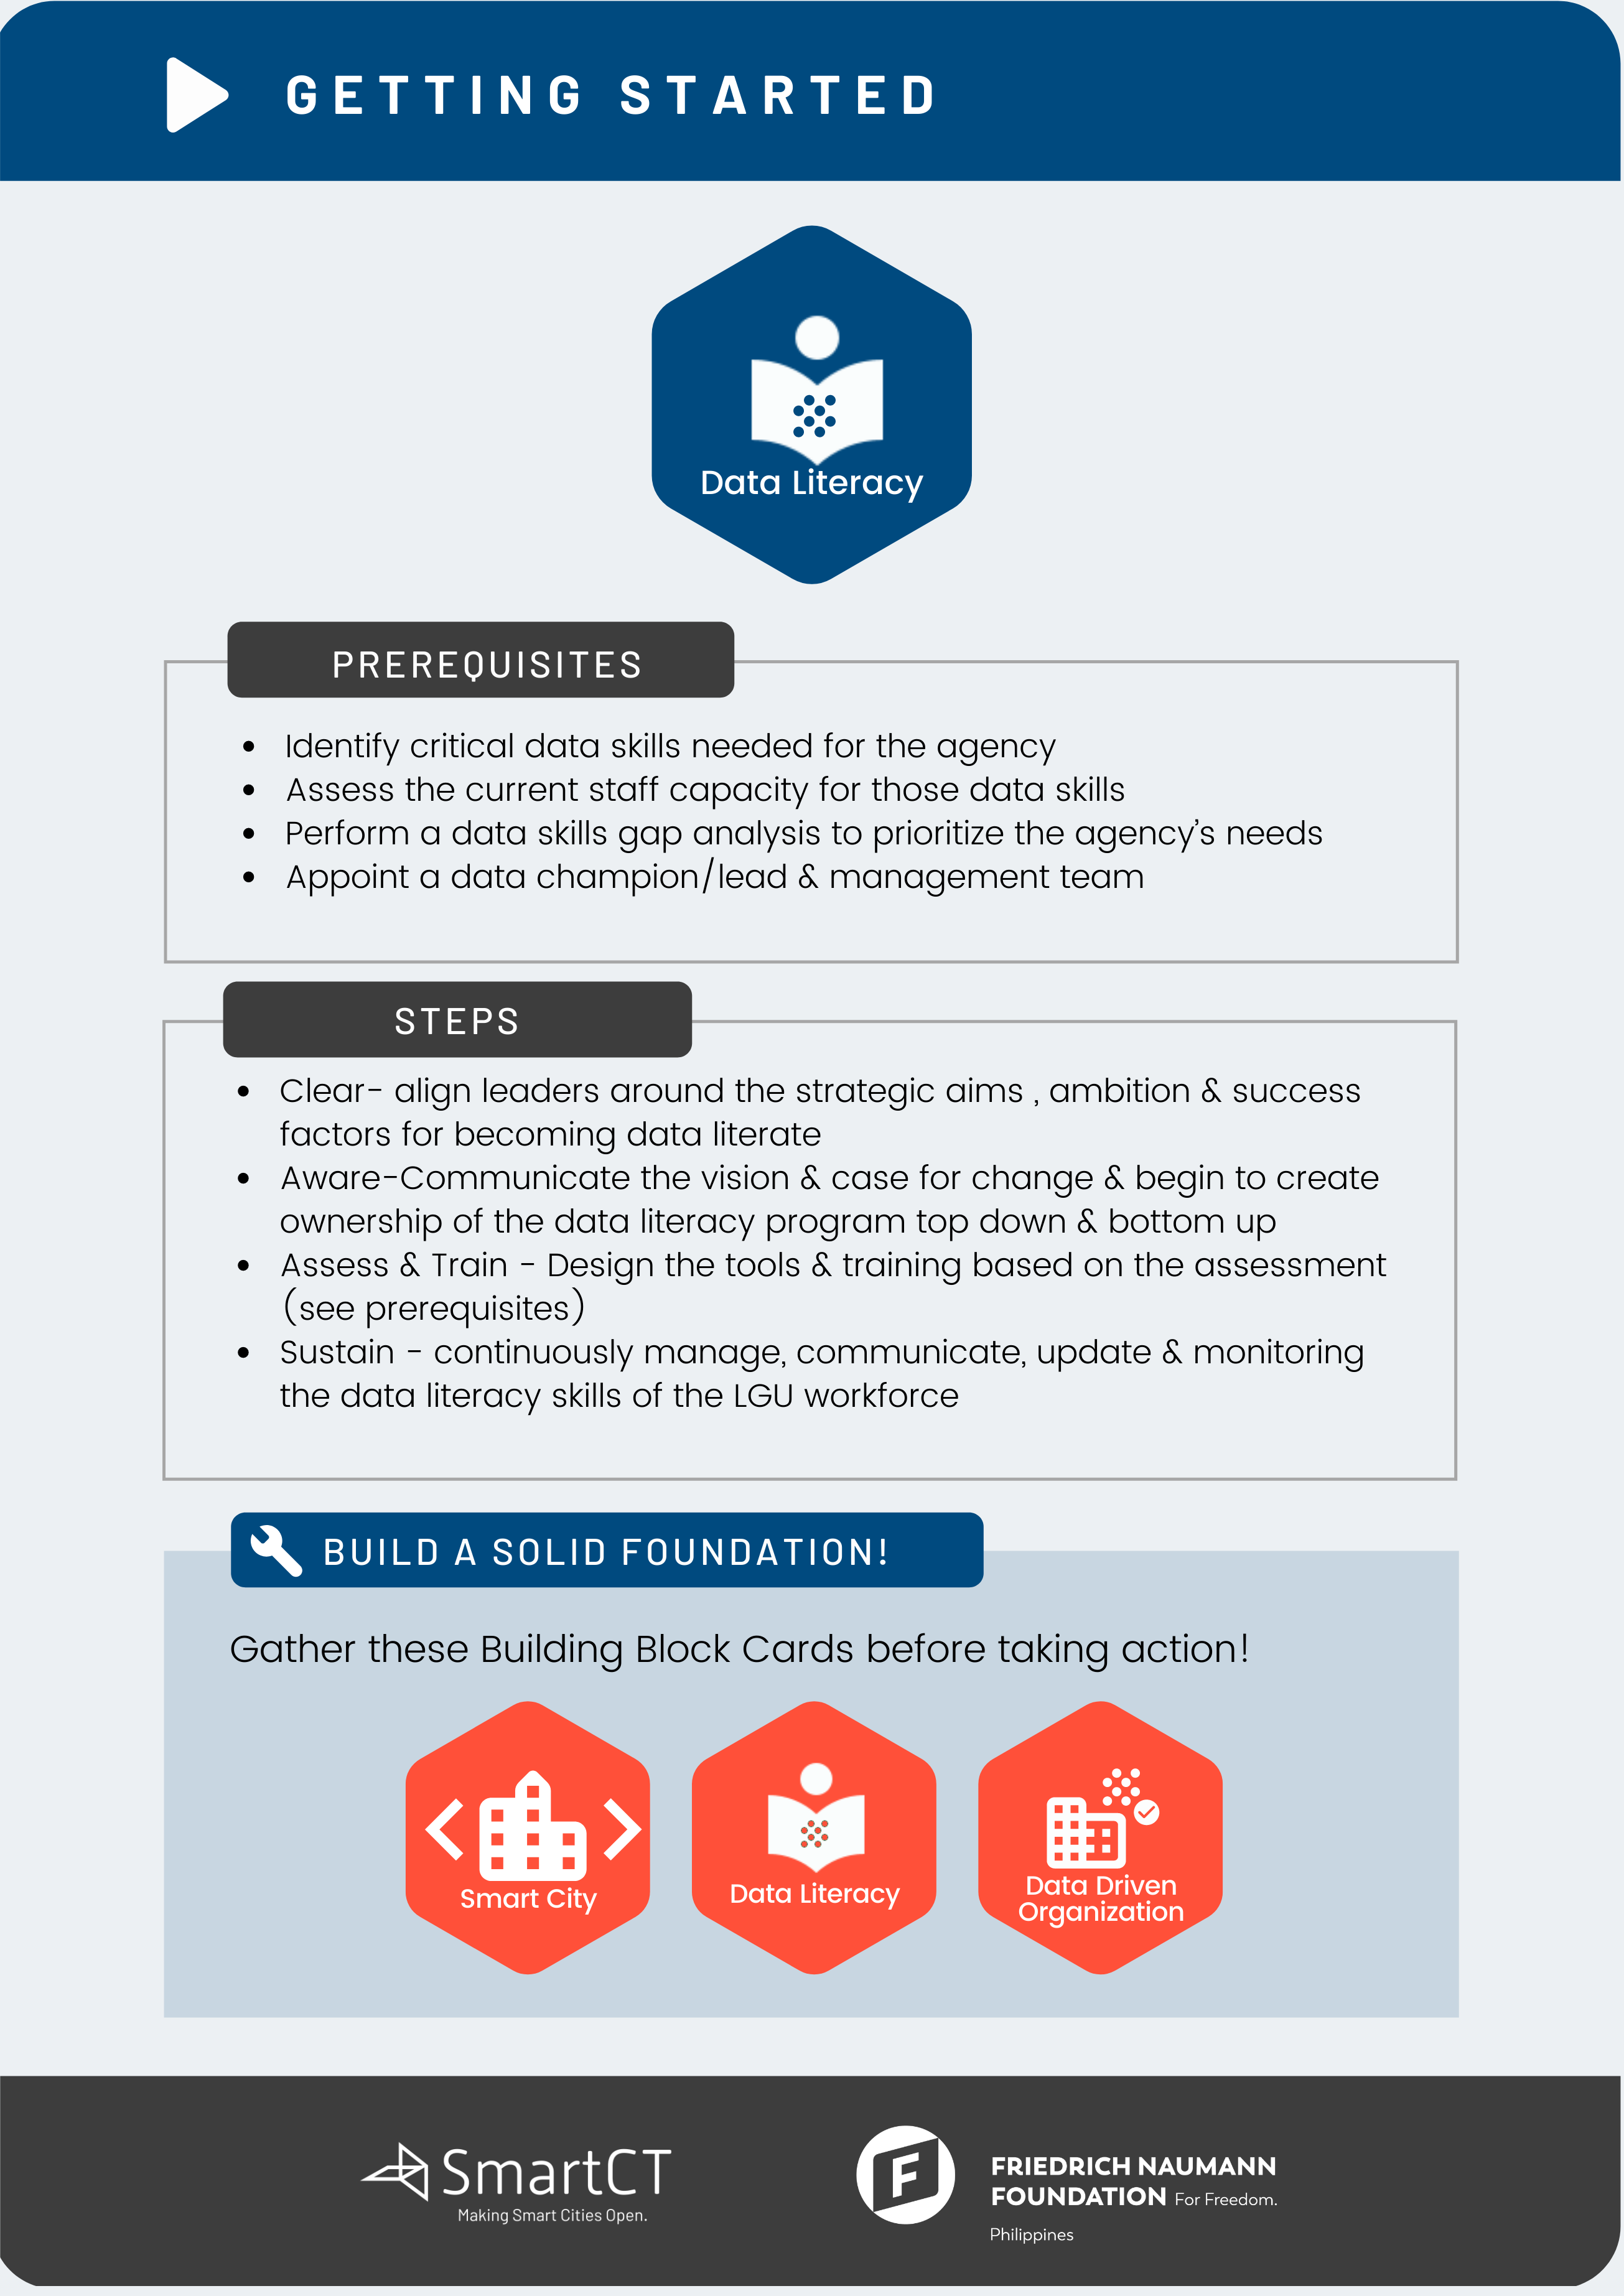 GETTING STARTED
Data Literacy
PREREQUISITES
• Identify critical data skills needed for the agency
• Assess the current staff capacity for those data skills
• Perform a data skills gap analysis to prioritize the agency’s needs
• Appoint a data champion/lead & management team
STEPS
• Clear- align leaders around the strategic aims , ambition & success
factors for becoming data literate
• Aware-Communicate the vision & case for change & begin to create
ownership of the data literacy program top down & bottom up
• Assess & Train - Design the tools & training based on the assessment
(see prerequisites)
• Sustain - continuously manage, communicate, update & monitoring
the data literacy skills of the LGU workforce
BUILD A SOLID FOUNDATION!
Gather these Building Block Cards before taking action!
Smart City
Data Literacy
Data Driven
Organization
SmartCT
Making Smart Cities Open.
F
FRIEDRICH NAUMANN
FOUNDATION For Freedom.
Philippines